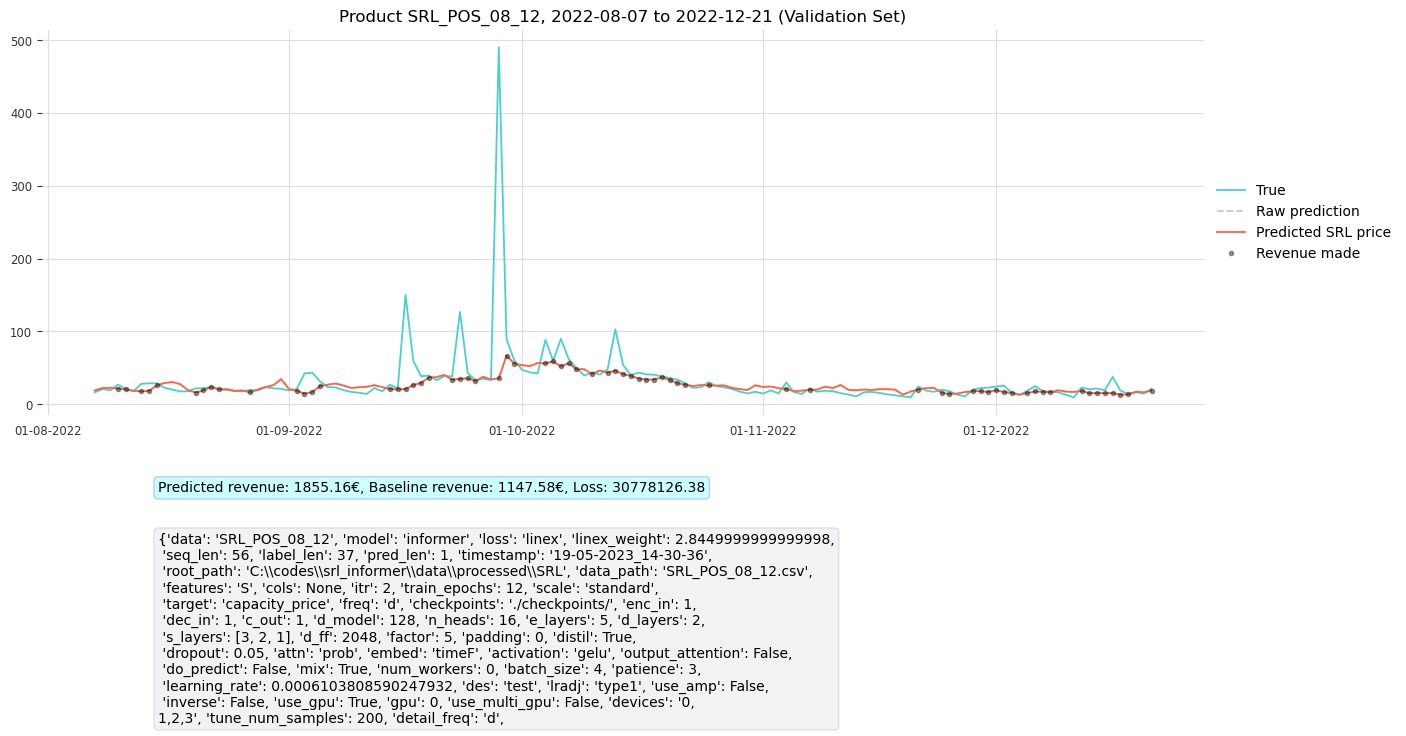 Product SRL_POS_08_12, 2022-08-07 to 2022-12-21 (Validation Set)
500
400
300
200
100
0
01-08-2022
01-09-2022
01-10-2022
01-11-2022
01-12-2022
True
Raw prediction
Predicted SRL price
Revenue made
Predicted revenue: 1855.16€, Baseline revenue: 1147.58€, Loss: 30778126.38
{'data': 'SRL_POS_08_12', 'model': 'informer', 'loss': 'linex', 'linex_weight': 2.8449999999999998,
'seq_len': 56, 'label_len': 37, 'pred_len': 1, 'timestamp': '19-05-2023_14-30-36',
'root_path': 'C:\\codes\\srl_informer\\data\\processed\\SRL', 'data_path': 'SRL_POS_08_12.csv',
'features': 'S', 'cols': None, 'itr': 2, 'train_epochs': 12, 'scale': 'standard',
'target': 'capacity_price', 'freq': 'd', 'checkpoints': './checkpoints/', 'enc_in': 1,
'dec_in': 1, 'c_out': 1, 'd_model': 128, 'n_heads': 16, 'e_layers': 5, 'd_layers': 2,
's_layers': [3, 2, 1], 'd_ff': 2048, 'factor': 5, 'padding': 0, 'distil': True,
'dropout': 0.05, 'attn': 'prob', 'embed': 'timeF', 'activation': 'gelu', 'output_attention': False,
'do_predict': False, 'mix': True, 'num_workers': 0, 'batch_size': 4, 'patience': 3,
'learning_rate': 0.0006103808590247932, 'des': 'test', 'lradj': 'type1', 'use_amp': False,
'inverse': False, 'use_gpu': True, 'gpu': 0, 'use_multi_gpu': False, 'devices': '0,
1,2,3', 'tune_num_samples': 200, 'detail_freq': 'd',